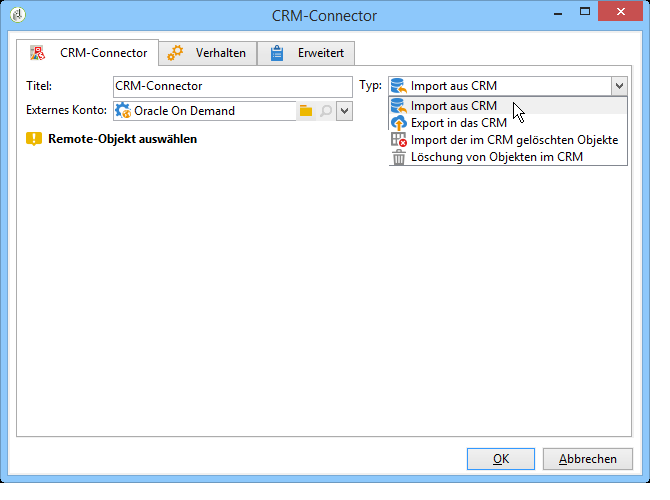 CRM-Connector
CRM-Connector Verhalten Erweitert
Titel: CRM-Connector Typ: Import aus CRM
Externes Konto: Oracle On Demand Import aus CRM
Export in das CRM
Remote-Objekt auswählen Import der im CRM gelöschten Objekte
Löschung von Objekten im CRM
OK Abbrechen